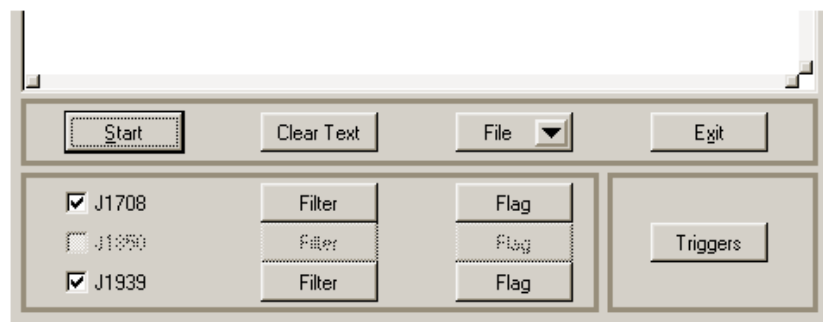 Start Clear Text File Exit
J1708 Filter Flag
J1850 Filter Flag
Triggers
J1939 Filter Flag